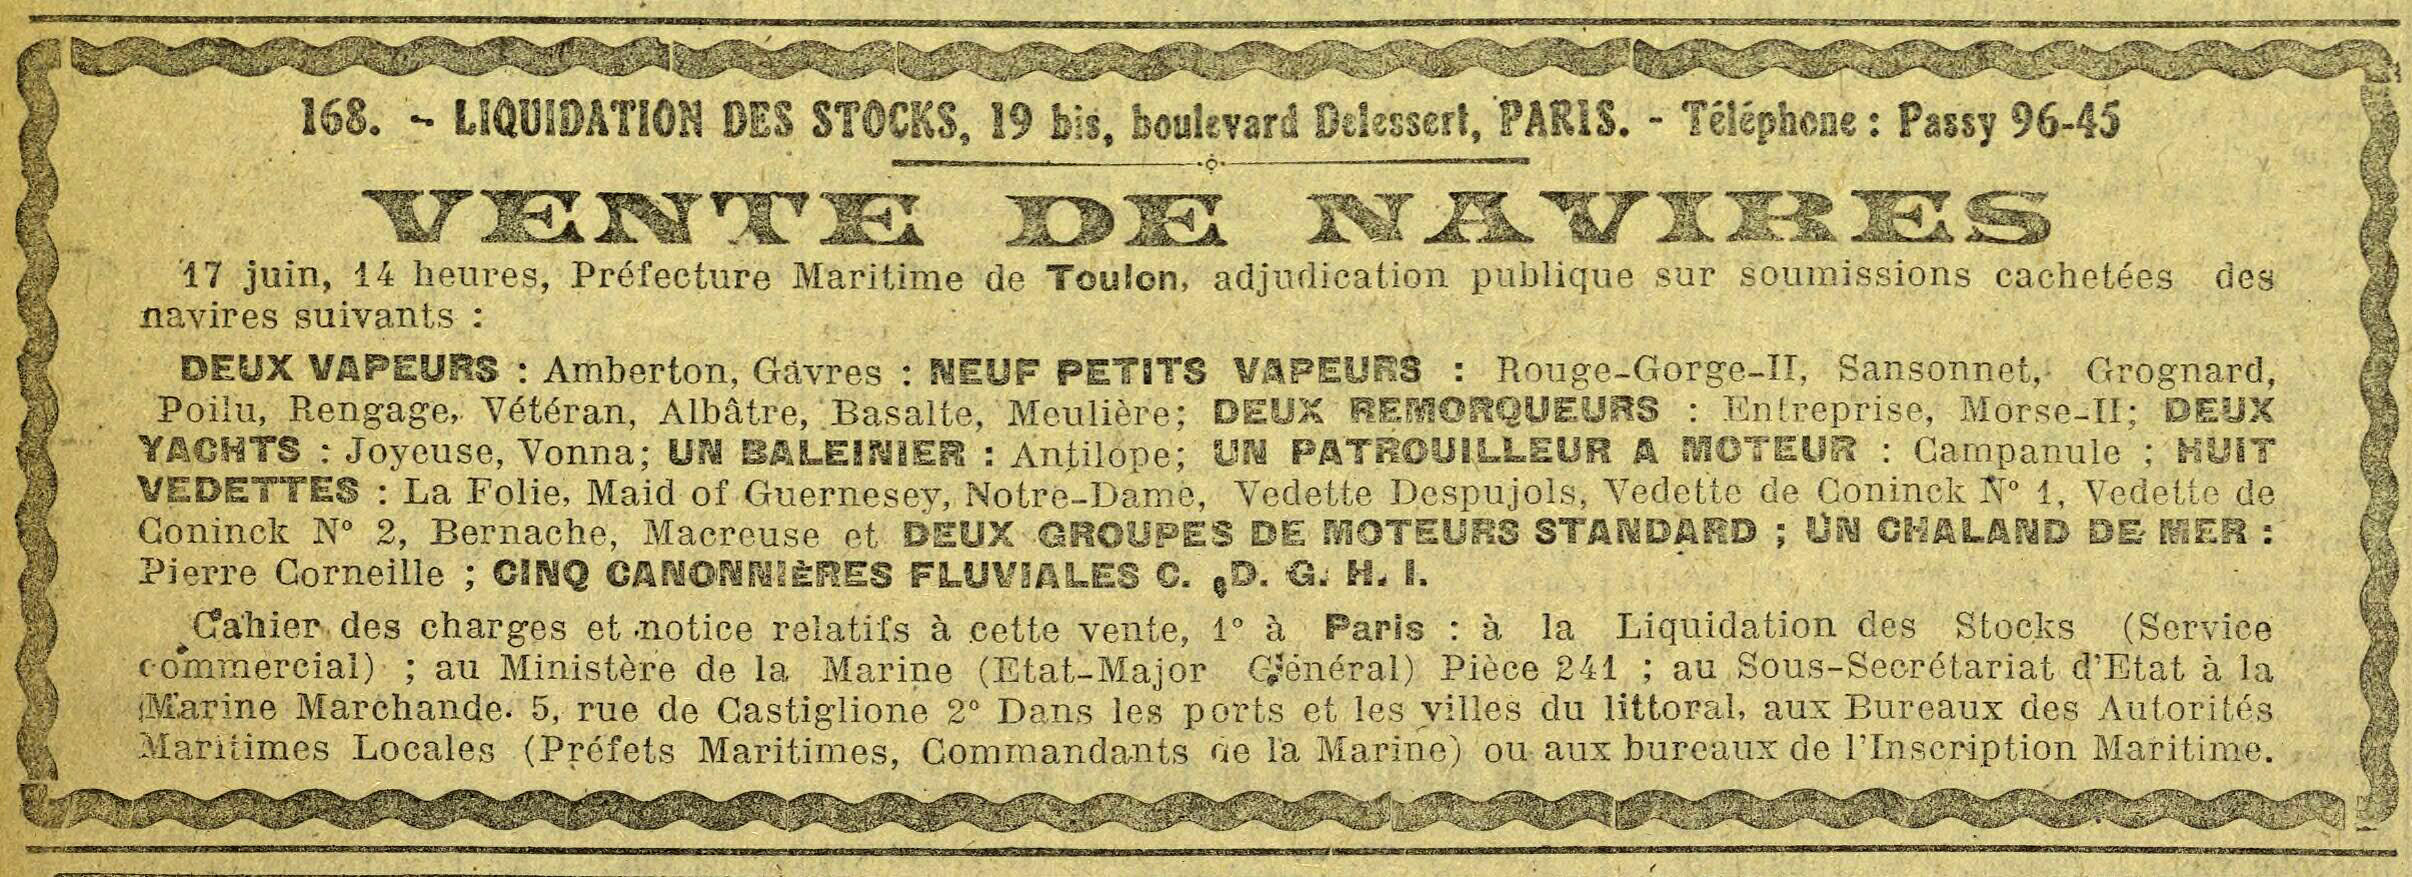 168. - LIQUIDATION DES STOCKS, 19 bis, boulevard Delessert, PARIS. - Téléphone : Passy 96-45
VENTE DE NAVIRES
17 juin, 14 heures, Préfecture Maritime de Toulon, adjudication publique sur soumissions cachetées des
navires suivants :
DEUX VAPEURS : Amberton, Gâvres : NEUF PETITS VAPEURS : Rouge-Gorge-II, Sansonnet, Grognard,
Poilu, Rengage, Vétéran, Albâtre, Basalte, Meulière; DEUX REMORQUEURS : Entreprise, Morse-II; DEUX
YACHTS : Joyeuse, Vonna; UN BALEINIER : Antilope; UN PATROUILLEUR A MOTEUR : Campanule ; HUIT
VEDETTES : La Folie, Maid of Guernesey, Notre-Dame, Vedette Despujols, Vedette de Coninck N° 1, Vedette de
Coninck N° 2, Bernache, Macreuse et DEUX GROUPES DE MOTEURS STANDARD ; UN CHALAND DE MER :
Pierre Corneille ; CINQ CANONNIÈRES FLUVIALES C. D. G. H. I.
Cahier des charges et notice relatifs à cette vente, 1° à Paris : à la Liquidation des Stocks (Service
commercial) ; au Ministère de la Marine (Etat-Major Général) Pièce 241 ; au Sous-Secrétariat d'Etat à la
Marine Marchande. 5, rue de Castiglione 2° Dans les ports et les villes du littoral, aux Bureaux des Autorités
Maritimes Locales (Préfets Maritimes, Commandants de la Marine) ou aux bureaux de l'Inscription Maritime.